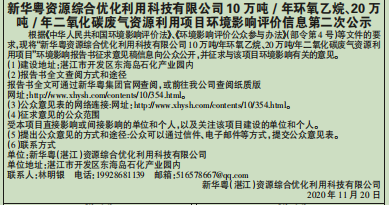 新华粤资源综合优化利用科技有限公司10万吨/年环氧乙烷、20万
吨/年二氧化碳废气资源利用项目环境影响评价信息第二次公示
根据《中华人民共和国环境影响评价法》、《环境影响评价公众参与办法》(部令第4号)等文件的要
求,现将“新华粤资源综合优化利用科技有限公司10万吨/年环氧乙烷、20万吨/年二氧化碳废气资源利
用项目”环境影响报告书征求意见稿信息向公众公开,并征求与该项目环境影响有关的意见。
(1)建设地址:湛江市开发区东海岛石化产业园内
(2)报告书全文查阅方式和途径
报告书全文可通过新华粤集团官网查阅,或前往我公司查阅纸质版
网址:http://www.xhysh.com/contents/10/354.html。
(3)公众意见表的网络链接:网址:http://www.xhysh.com/contents/10/354.html。
(4)征求意见的公众范围
受本项目直接影响或间接影响的单位和个人,以及关注该项目建设的单位和个人。
(5)提出公众意见的方式和途径:公众可以通过信件、电子邮件等方式,提交公众意见表。
(6)联系方式
单位:新华粤(湛江)资源综合优化利用科技有限公司
单位地址:湛江市开发区东海岛石化产业园内
联系人:林明银 电话:19928681139 邮箱:516578667@qq.com
新华粤(湛江)资源综合优化利用科技有限公司
2020年11月20日